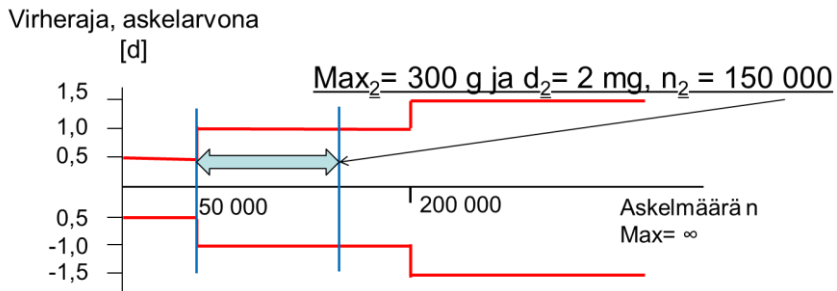 Virheraja, askelarvona
[d]
Max2= 300 g ja d2= 2 mg, n2 = 150 000
1,5
1,0
0,5
50 000
200 000
Askelmäärä n
Max= ∞
0,5
-1,0
-1,5